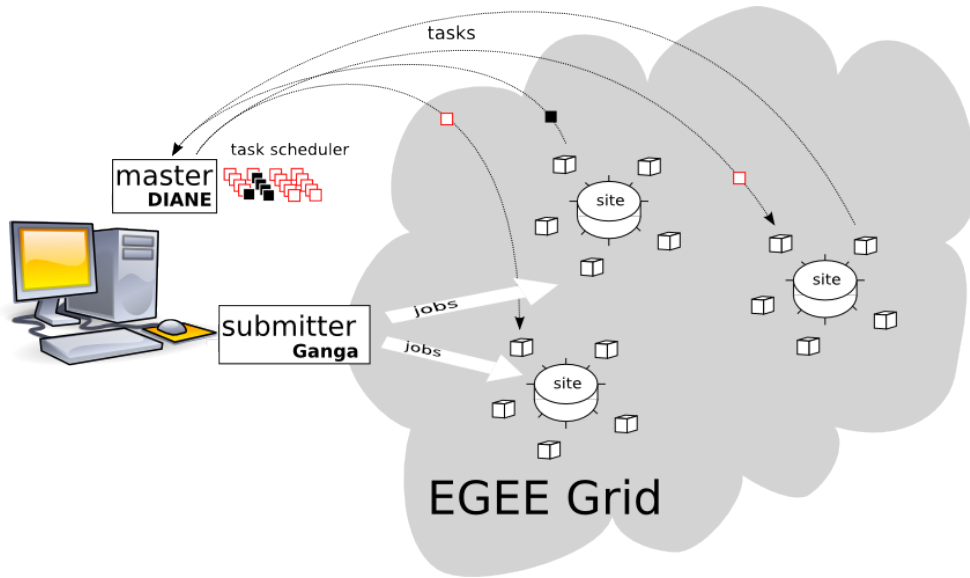 tasks
task scheduler
master
DIANE
site
site
submitter
Ganga
jobs
jobs
site
EGEE Grid